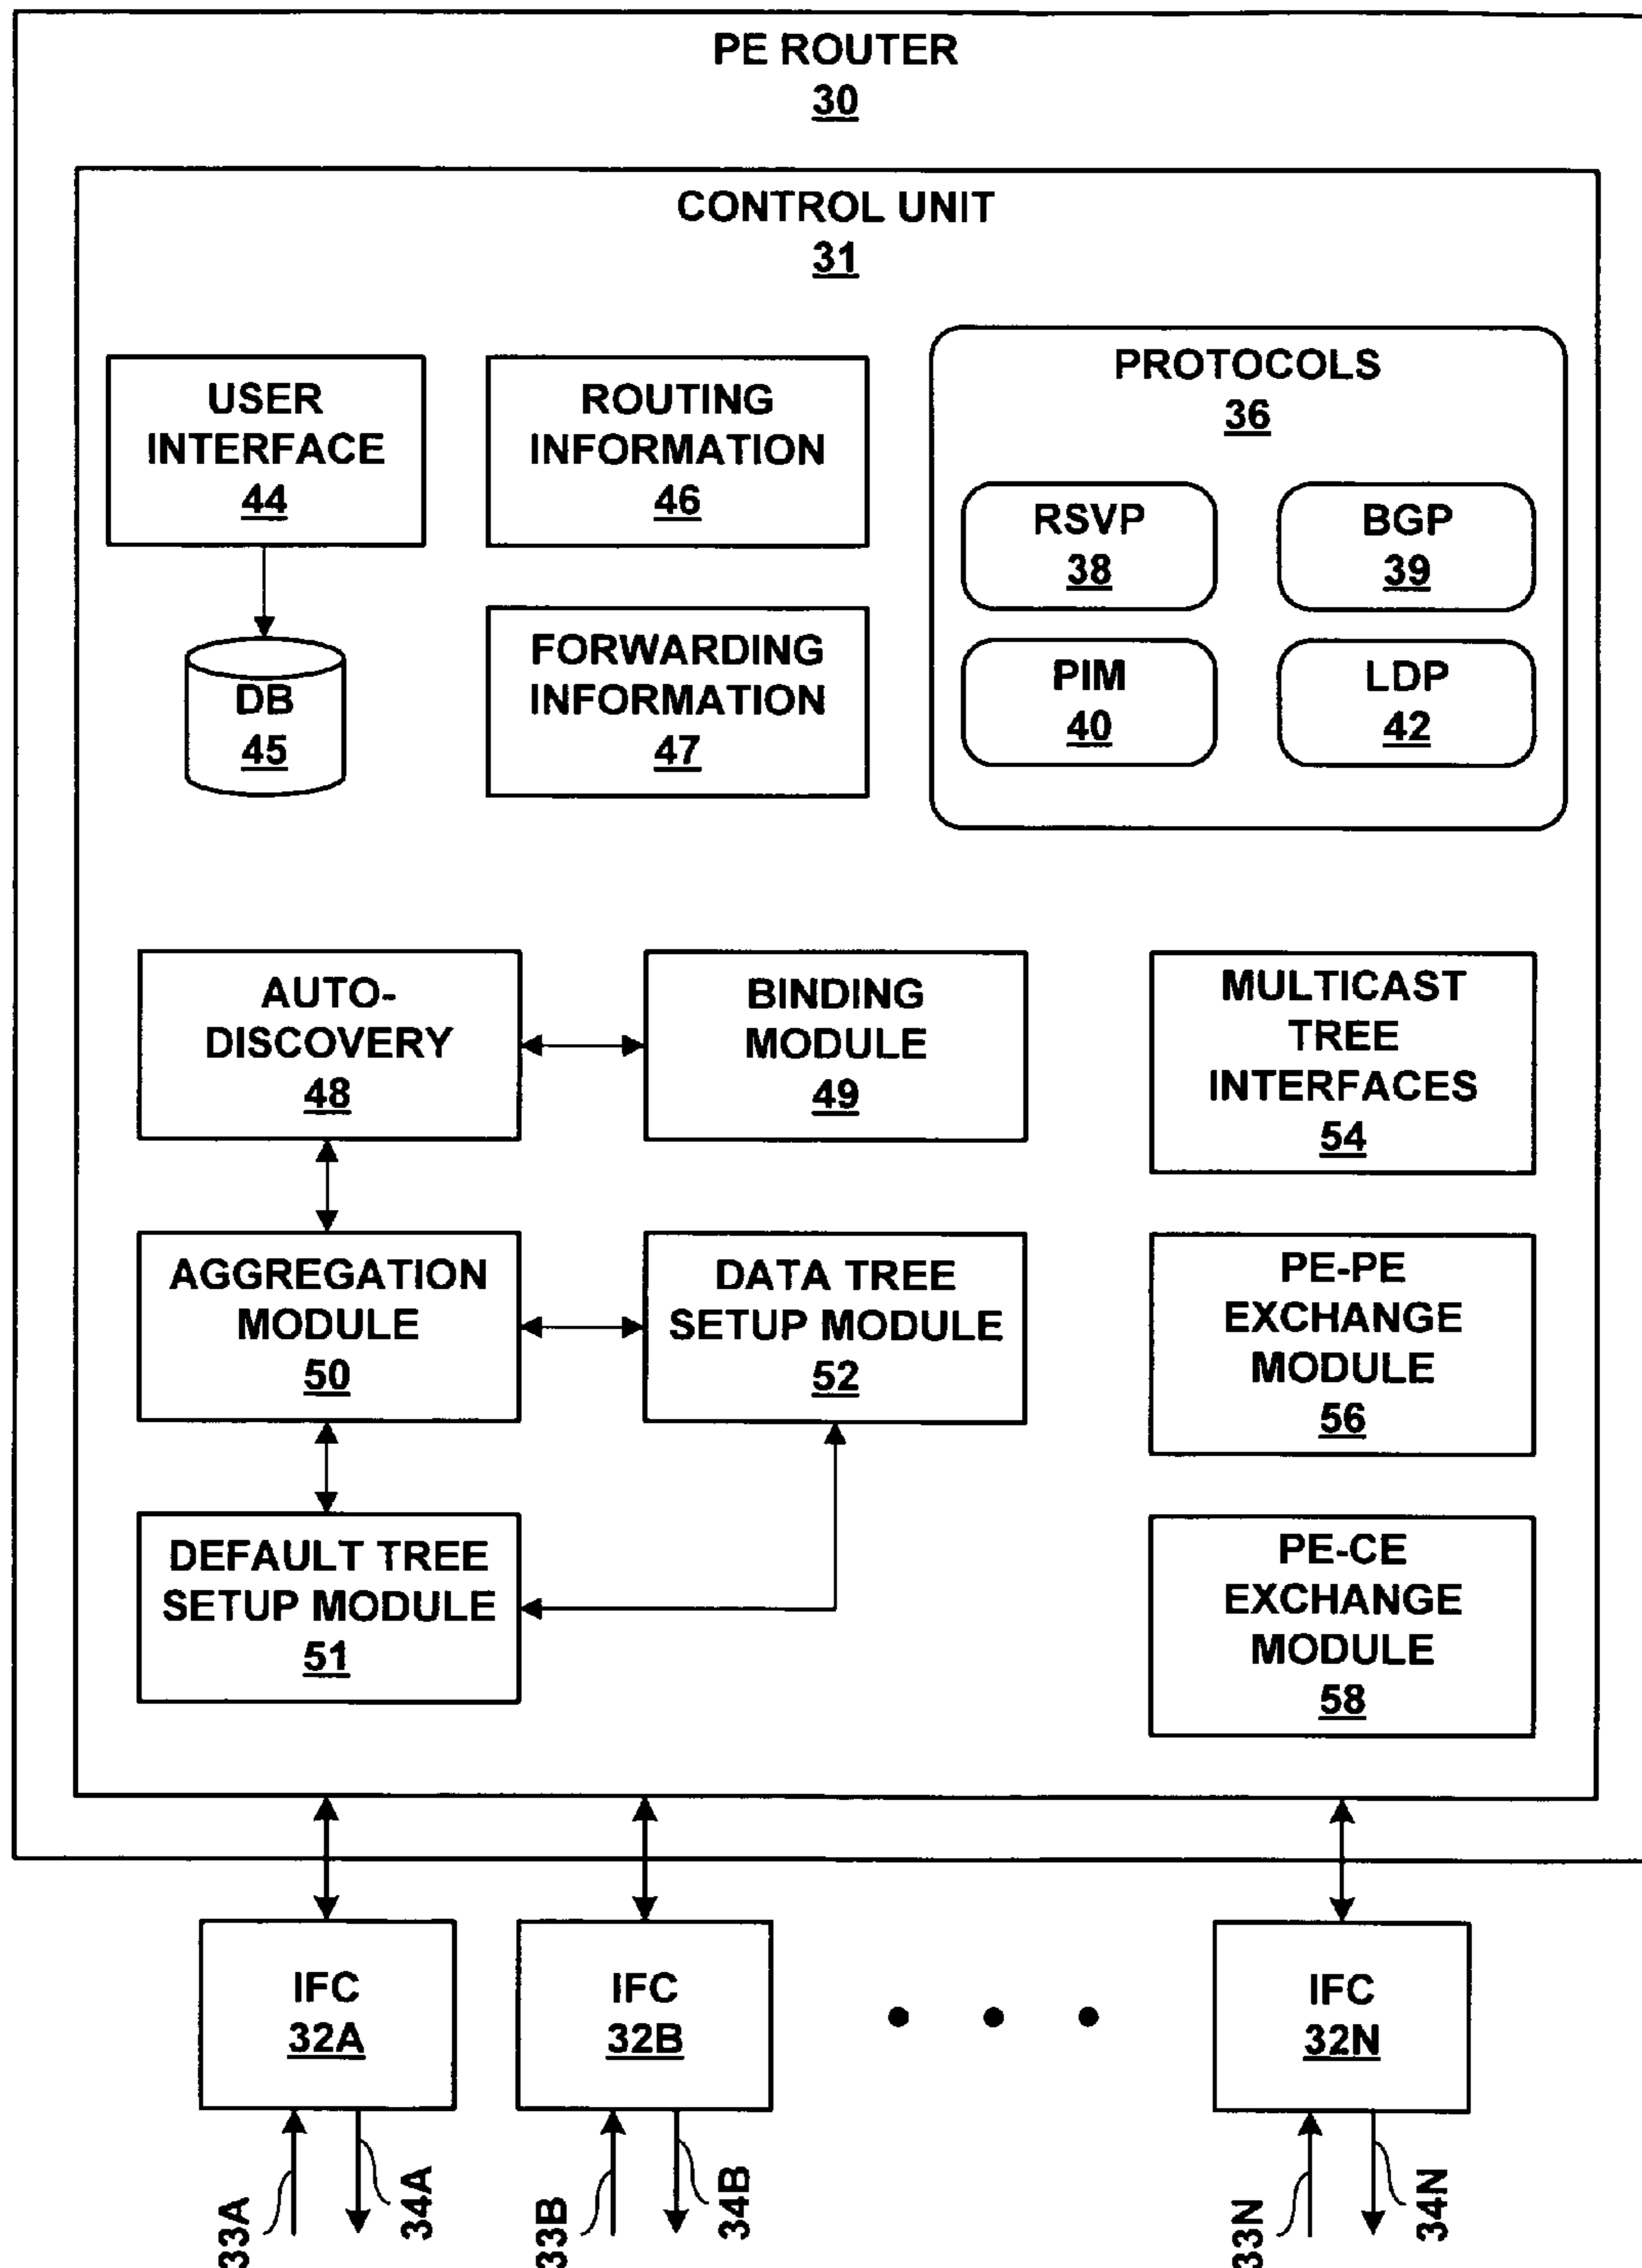 PE ROUTER
30
CONTROL UNIT
31
USER
INTERFACE
44
ROUTING
INFORMATION
46
PROTOCOLS
36
RSVP
38
BGP
39
PIM
40
LDP
42
DB
45
FORWARDING
INFORMATION
47
AUTO-
DISCOVERY
48
BINDING
MODULE
49
MULTICAST
TREE
INTERFACES
54
AGGREGATION
MODULE
50
DATA TREE
SETUP MODULE
52
PE-PE
EXCHANGE
MODULE
56
DEFAULT TREE
SETUP MODULE
51
PE-CE
EXCHANGE
MODULE
58
IFC
32A
IFC
32B
IFC
32N
33A
34A
33B
34B
33N
34N